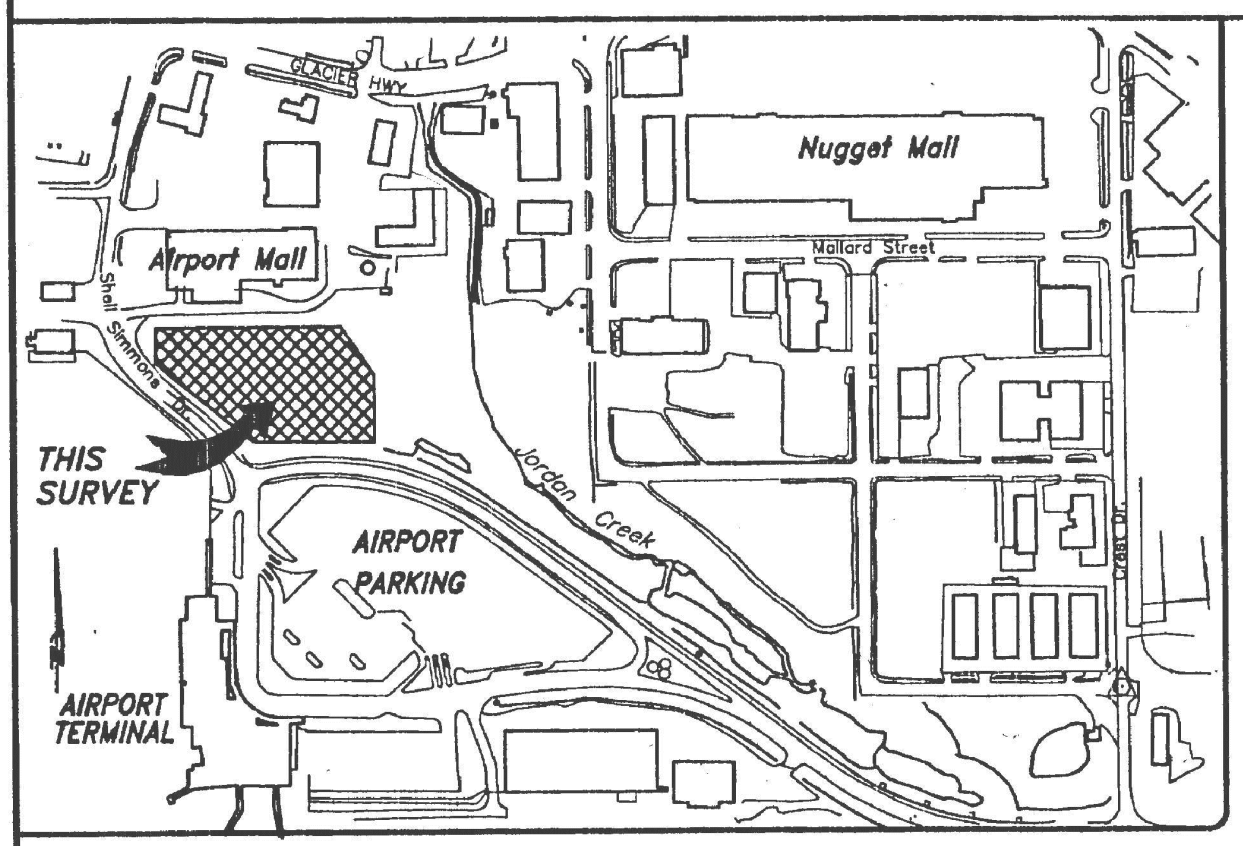 GLACIER HWY
Nugget Mall
Mallard Street
Airport Mall
Shell Simmons Dr.
THIS
SURVEY
Jordan Creek
AIRPORT
PARKING
Crest Dr.
AIRPORT
TERMINAL